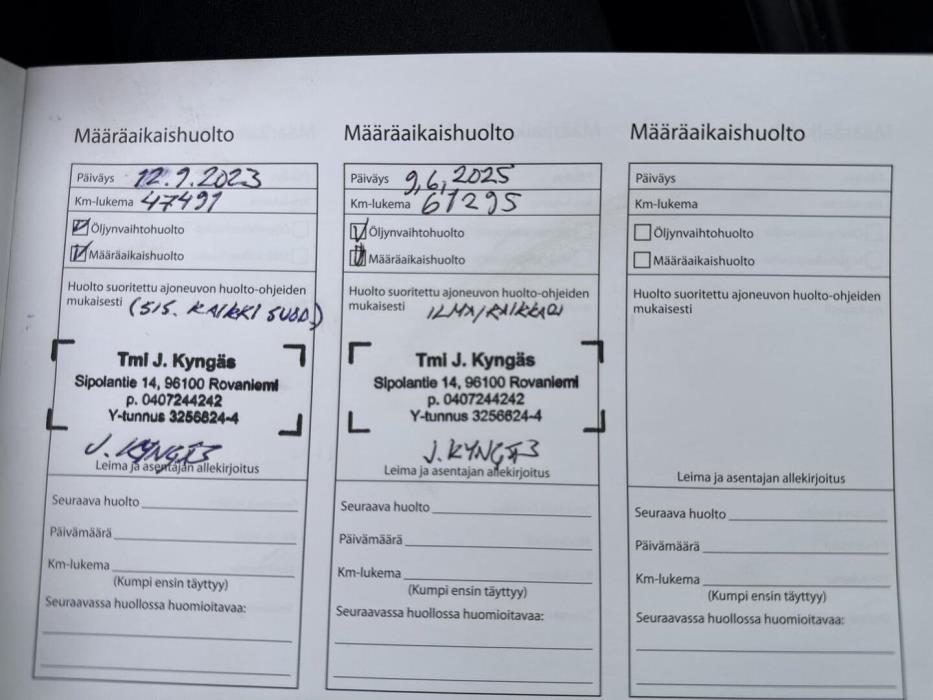 Määräaikaishuolto
Päiväys 12.9.2023
Km-lukema 47491
Öljynvaihtohuolto
Määräaikaishuolto
Huolto suoritettu ajoneuvon huolto-ohjeiden
mukaisesti (SIS. KAIKKI SUOD.)
Tmi J. Kyngäs
Sipolantie 14, 96100 Rovaniemi
p. 0407244242
Y-tunnus 3256824-4
J. KYNGÄS
Leima ja asentajan allekirjoitus
Seuraava huolto
Päivämäärä
Km-lukema
(Kumpi ensin täyttyy)
Seuraavassa huollossa huomioitavaa:
Määräaikaishuolto
Päiväys 9,6,2025
Km-lukema 61295
Öljynvaihtohuolto
Määräaikaishuolto
Huolto suoritettu ajoneuvon huolto-ohjeiden
mukaisesti
Tmi J. Kyngäs
Sipolantie 14, 96100 Rovaniemi
p. 0407244242
Y-tunnus 3256824-4
J. KYNGÄS
Leima ja asentajan allekirjoitus
Seuraava huolto
Päivämäärä
Km-lukema
(Kumpi ensin täyttyy)
Seuraavassa huollossa huomioitavaa:
Määräaikaishuolto
Päiväys
Km-lukema
Öljynvaihtohuolto
Määräaikaishuolto
Huolto suoritettu ajoneuvon huolto-ohjeiden
mukaisesti
Leima ja asentajan allekirjoitus
Seuraava huolto
Päivämäärä
Km-lukema
(Kumpi ensin täyttyy)
Seuraavassa huollossa huomioitavaa: